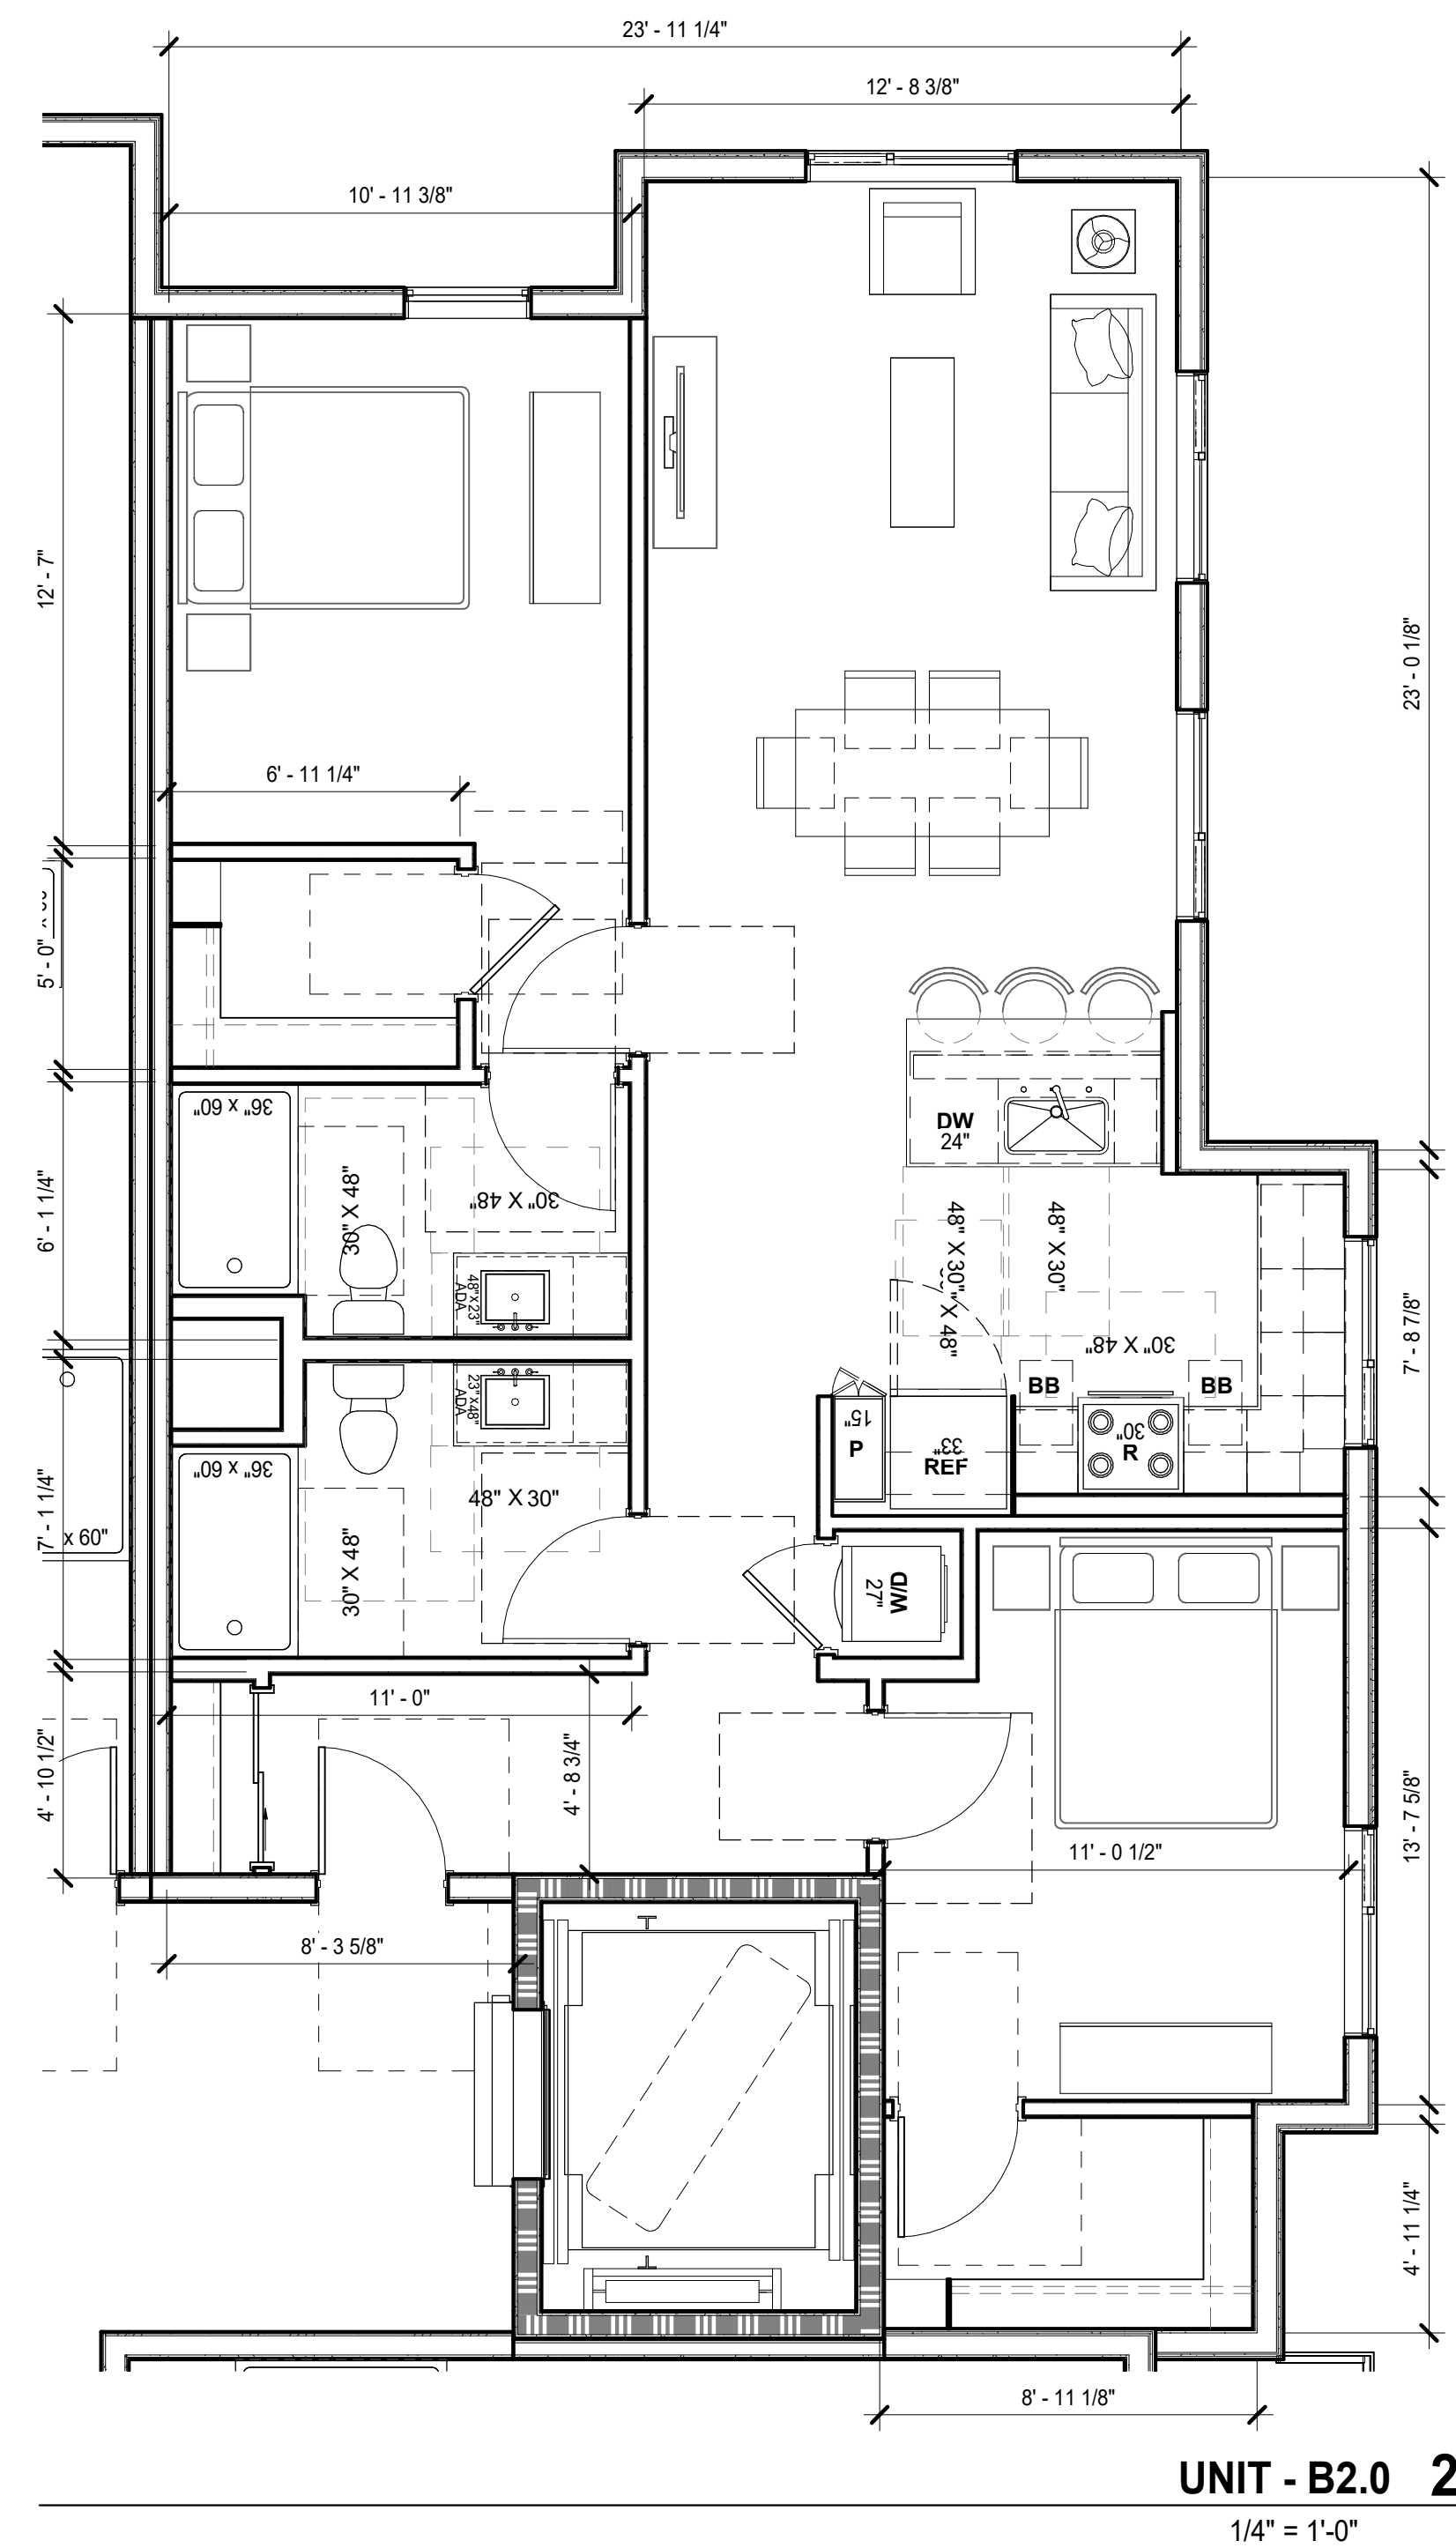 23' - 11 1/4"
12' - 8 3/8"
10' - 11 3/8"
12' - 7"
23' - 0 1/8"
6' - 11 1/4"
5' - 0"
36" x 60"
DW
24"
30" X 48"
30" X 48"
48" X 30"
48" X 30"
6' - 1 1/4"
48"X23"
ADA
X 48"
30" X 48"
7' - 8 7/8"
BB
BB
23"x48"
ADA
15"
P
33"
REF
30"
R
36" x 60"
48" X 30"
7' - 1 1/4"
x 60"
30" X 48"
27"
W/D
11' - 0"
4' - 10 1/2"
4' - 8 3/4"
13' - 7 5/8"
11' - 0 1/2"
8' - 3 5/8"
4' - 11 1/4"
8' - 11 1/8"
UNIT - B2.0 2
1/4" = 1'-0"